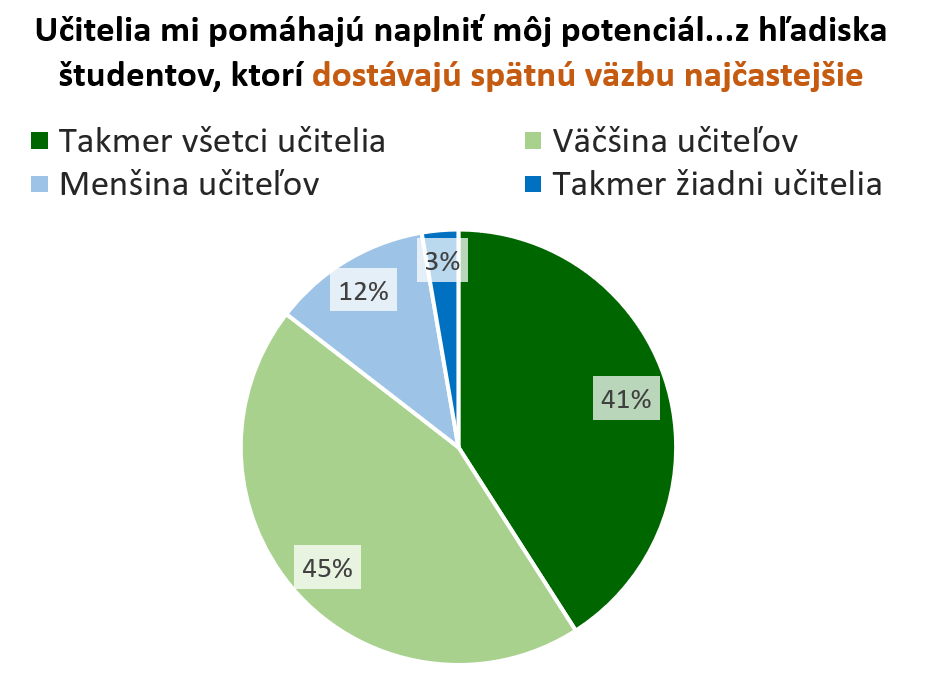 Učitelia mi pomáhajú naplniť môj potenciál...z hľadiska
študentov, ktorí dostávajú spätnú väzbu najčastejšie
Takmer všetci učitelia
Väčšina učiteľov
Menšina učiteľov
Takmer žiadni učitelia
3%
12%
41%
45%